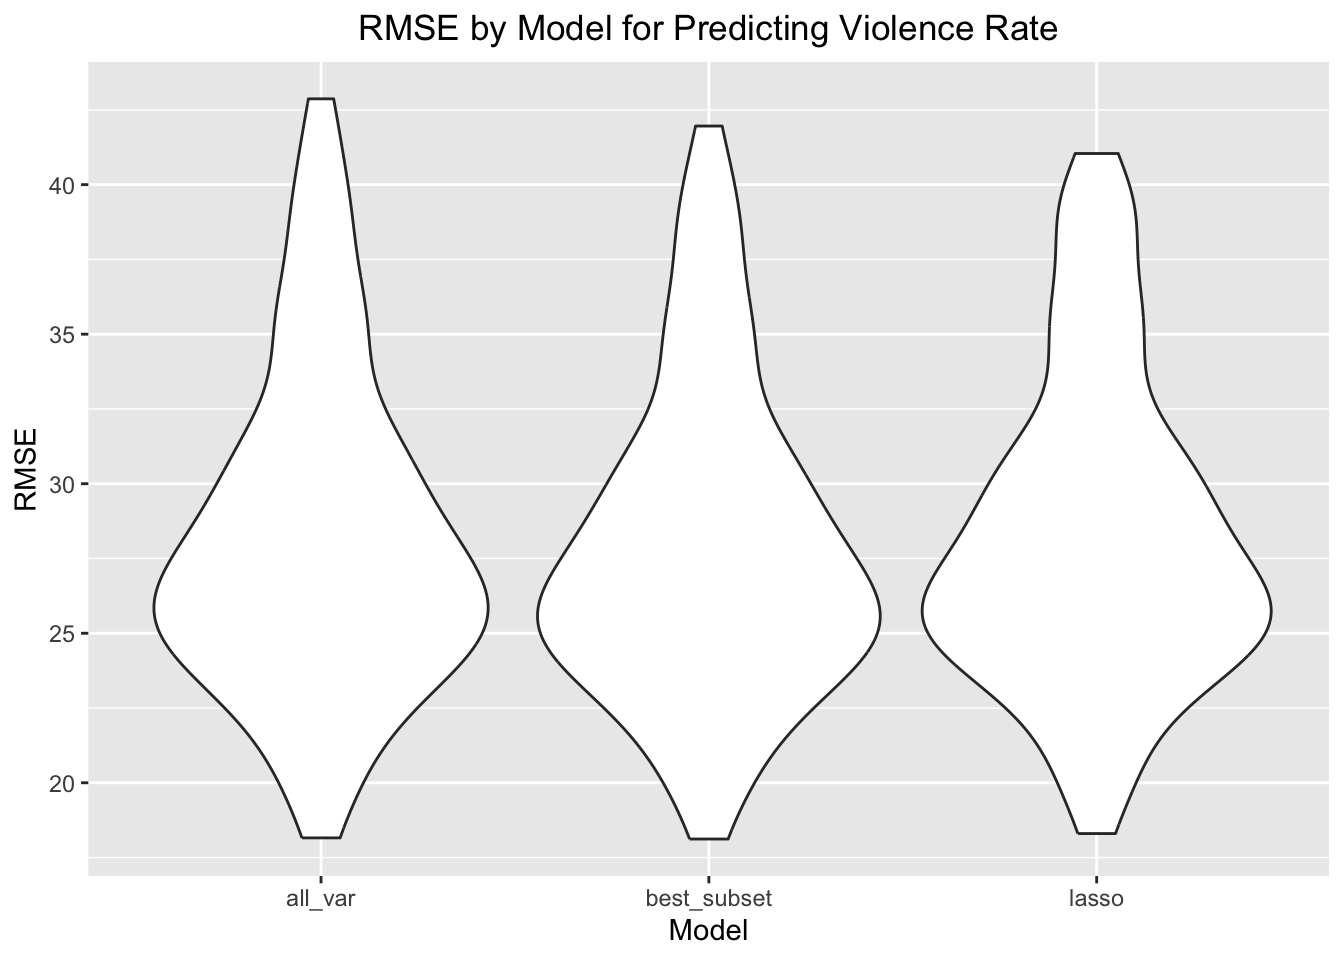 RMSE by Model for Predicting Violence Rate
40
35
30
25
20
RMSE
all_var
best_subset
lasso
Model